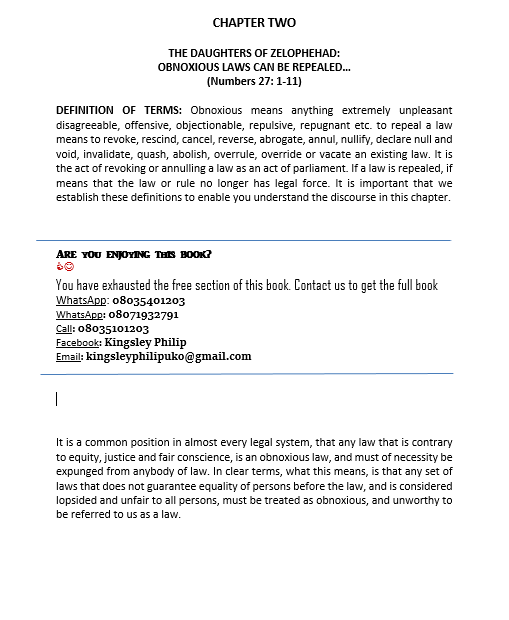 CHAPTER TWO
THE DAUGHTERS OF ZELOPHEHAD:
OBNOXIOUS LAWS CAN BE REPEALED...
(Numbers 27: 1-11)
DEFINITION OF TERMS: Obnoxious means anything extremely unpleasant
disagreeable, offensive, objectionable, repulsive, repugnant etc. to repeal a law
means to revoke, rescind, cancel, reverse, abrogate, annul, nullify, declare null and
void, invalidate, quash, abolish, overrule, override or vacate an existing law. It is
the act of revoking or annulling a law as an act of parliament. If a law is repealed, if
means that the law or rule no longer has legal force. It is important that we
establish these definitions to enable you understand the discourse in this chapter.
ARE YOU ENJOYING THIS BOOK?
You have exhausted the free section of this book. Contact us to get the full book
WhatsApp: 08035401203
WhatsApp: 08071932791
Call: 08035101203
Facebook: Kingsley Philip
Email: kingsleyphilipuko@gmail.com
It is a common position in almost every legal system, that any law that is contrary
to equity, justice and fair conscience, is an obnoxious law, and must of necessity be
expunged from anybody of law. In clear terms, what this means, is that any set of
laws that does not guarantee equality of persons before the law, and is considered
lopsided and unfair to all persons, must be treated as obnoxious, and unworthy to
be referred to us as a law.